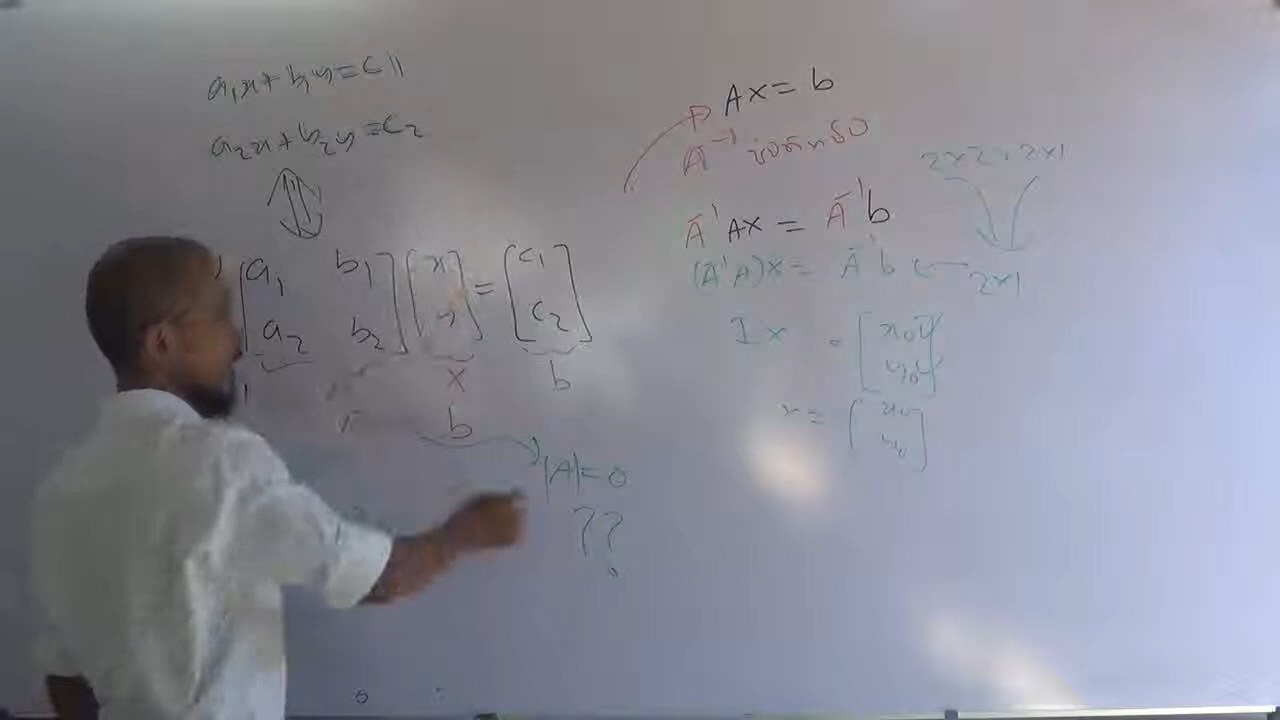 a₁x + b₁y = c₁
a₂x + b₂y = c₂
[a₁ b₁] [x] = [c₁]
[a₂ b₂] [y] [c₂]
x b
b
|A| = 0
??
Ax = b
A⁻¹
2×2 2×1
A⁻¹Ax = A⁻¹b
(A⁻¹A)x = A⁻¹b
2×1
Ix = [x₀
y₀]
x = [x₀
y₀]